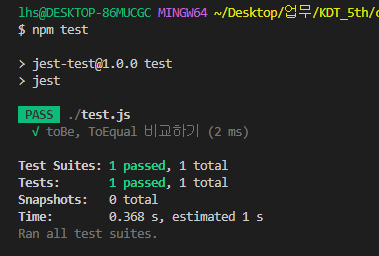 lhs@DESKTOP-86MUCGC MINGW64 ~/Desktop/업무/KDT_5th/
$ npm test
> jest-test@1.0.0 test
> jest
PASS ./test.js
√ toBe, ToEqual 비교하기 (2 ms)
Test Suites: 1 passed, 1 total
Tests: 1 passed, 1 total
Snapshots: 0 total
Time: 0.368 s, estimated 1 s
Ran all test suites.